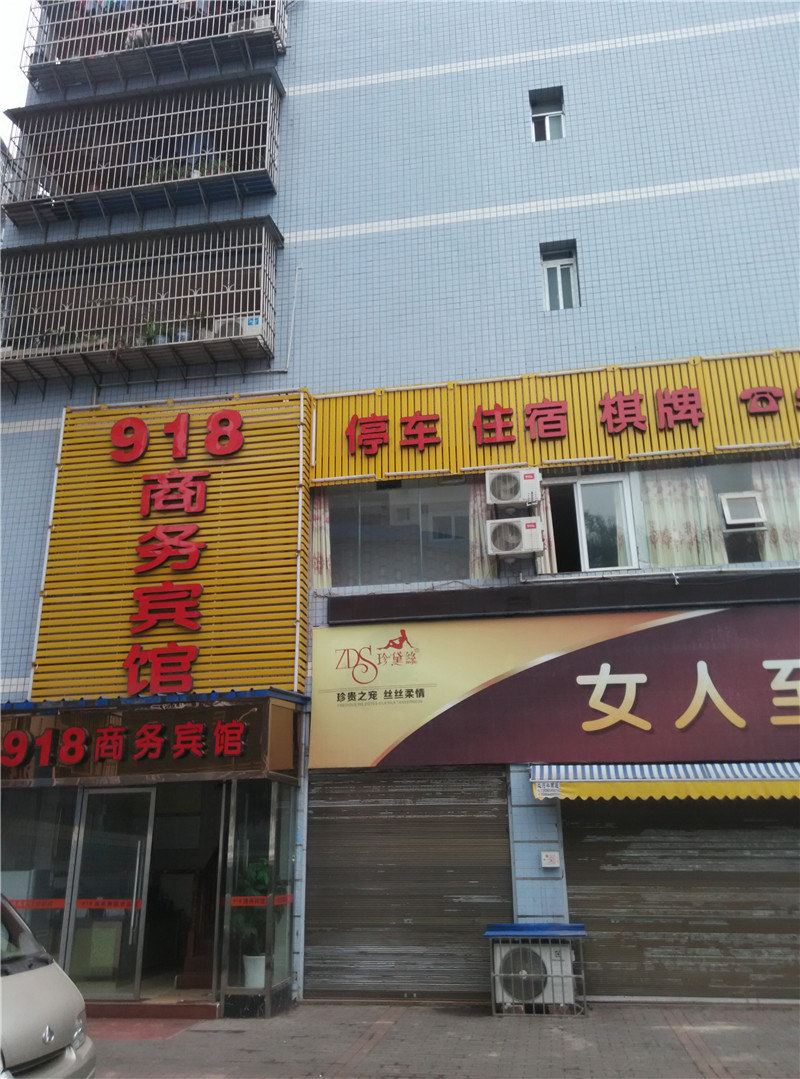 停车 住宿 棋牌
918
商务宾馆
ZDS 珍黛丝
珍贵之宠 丝丝柔情
女人至
918商务宾馆